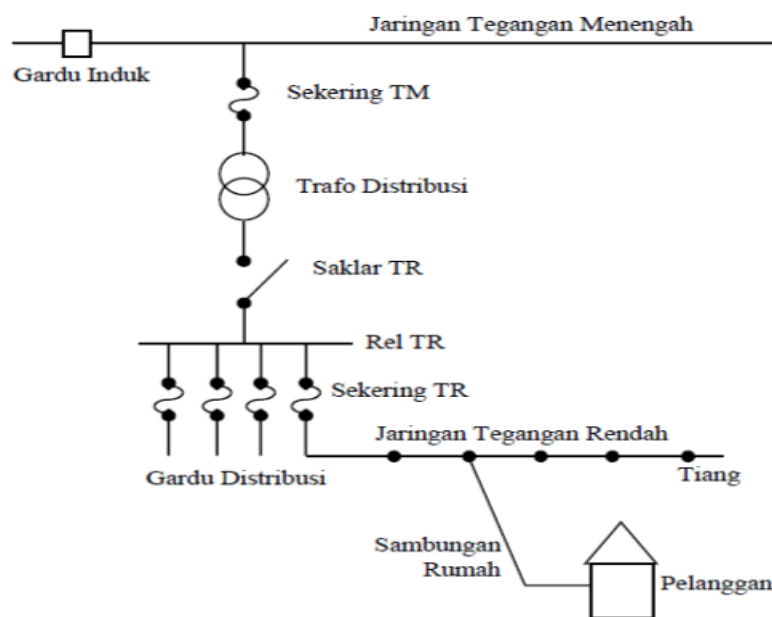 Jaringan Tegangan Menengah
Gardu Induk
Sekering TM
Trafo Distribusi
Saklar TR
Rel TR
Sekering TR
Jaringan Tegangan Rendah
Gardu Distribusi
Tiang
Sambungan
Rumah
Pelanggan